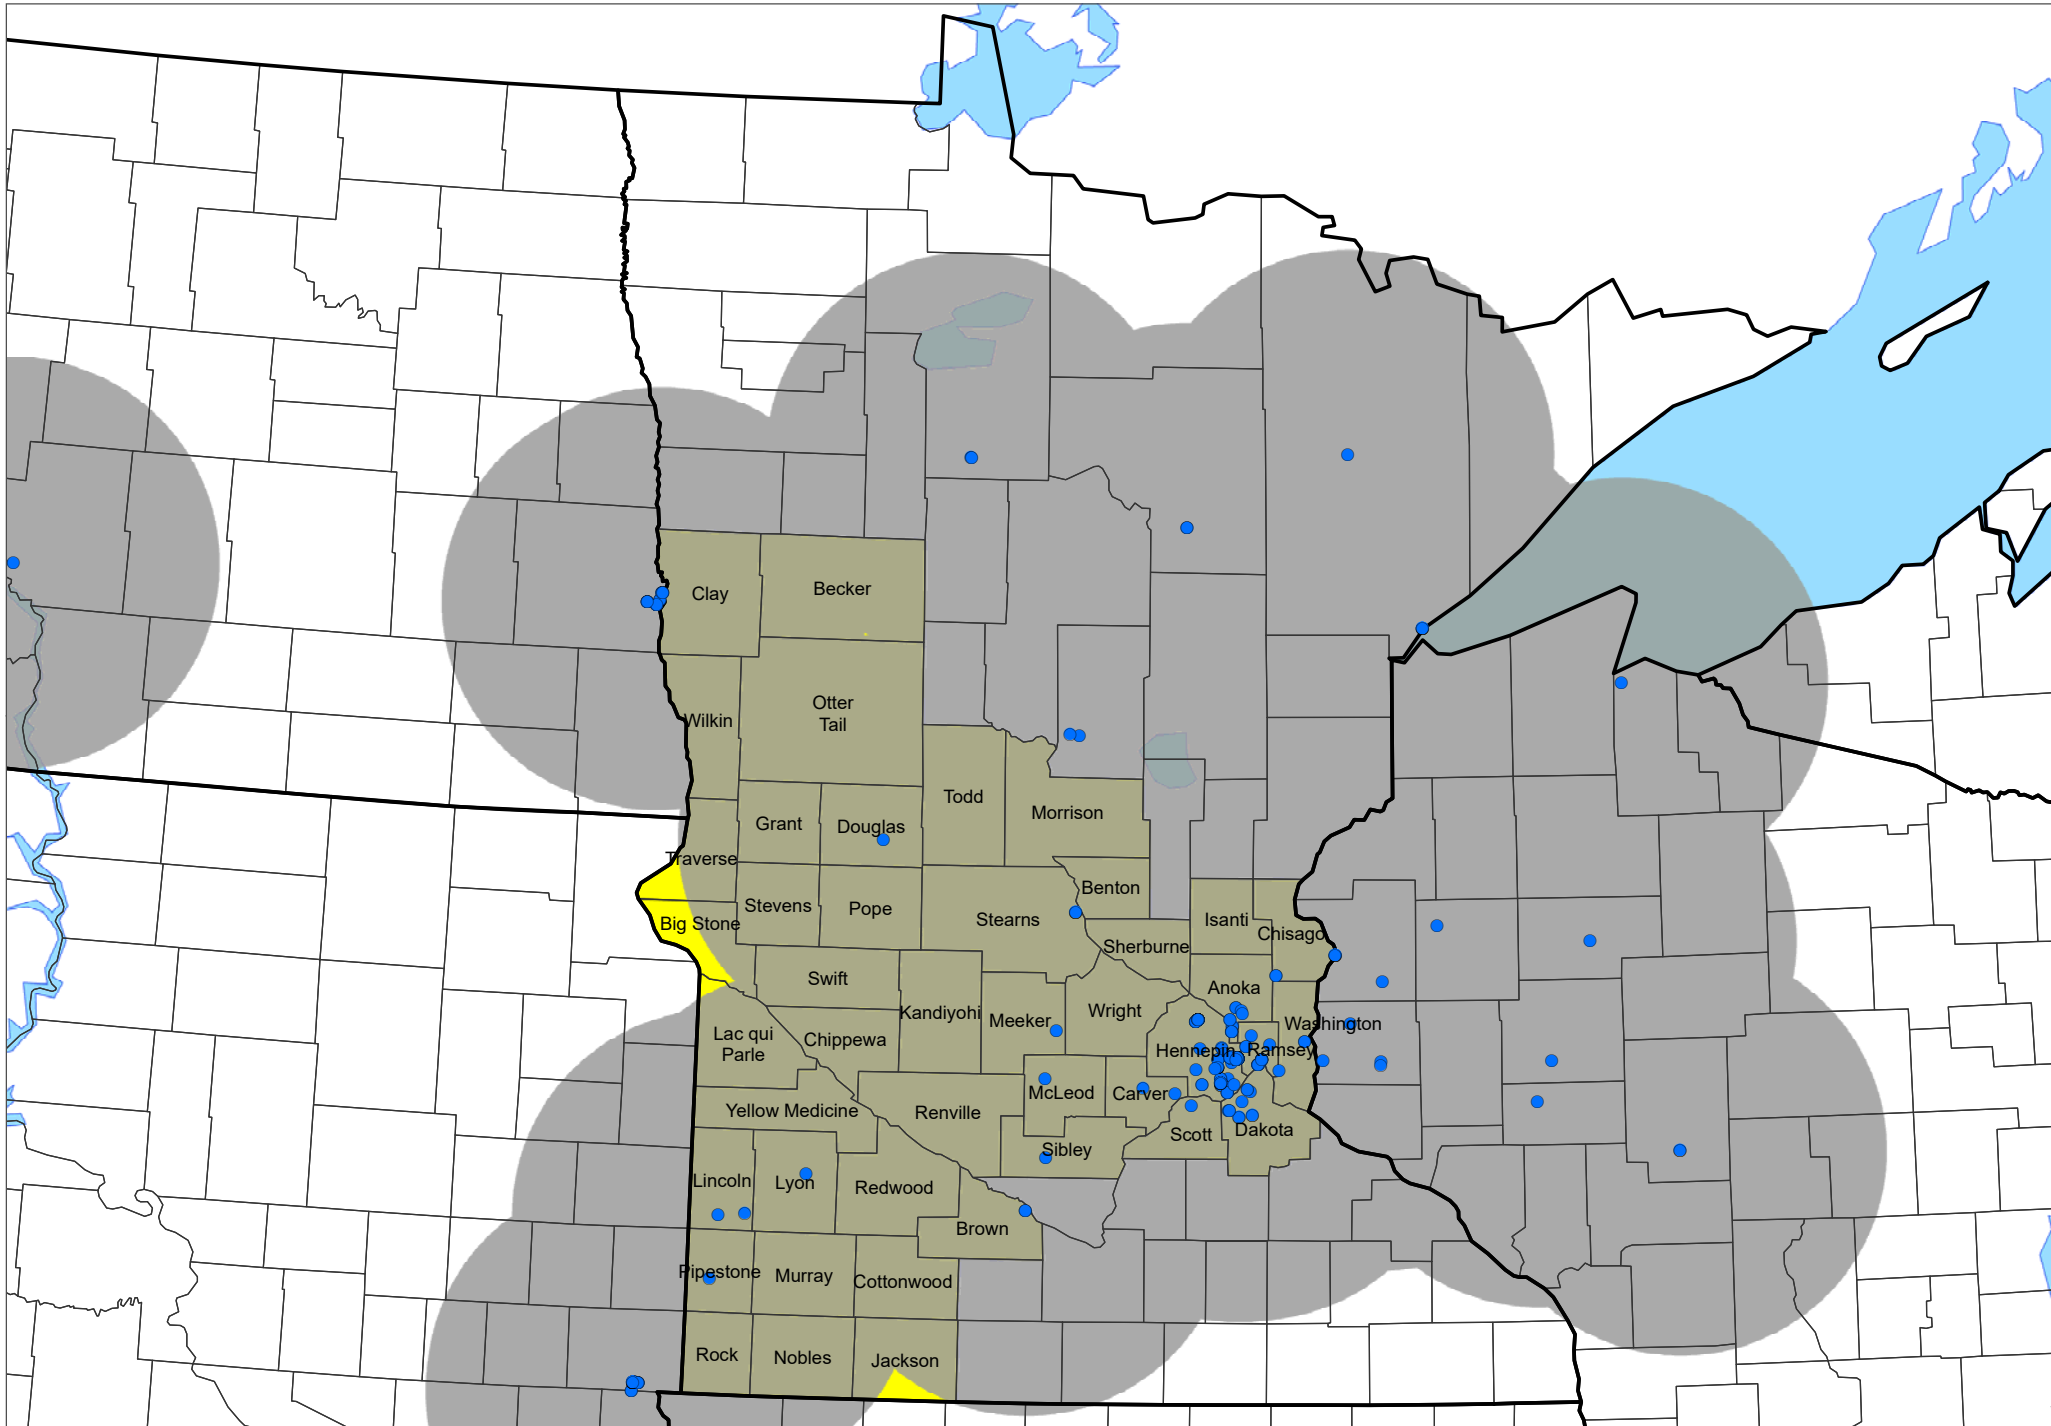 Clay
Becker
Wilkin
Otter
Tail
Todd
Morrison
Grant
Douglas
Traverse
Benton
Stevens
Pope
Stearns
Isanti
Big Stone
Chisago
Sherburne
Swift
Anoka
Kandiyohi
Meeker
Wright
Washington
Lac qui
Parle
Chippewa
Hennepin
Ramsey
McLeod
Carver
Yellow Medicine
Renville
Scott
Dakota
Sibley
Lincoln
Lyon
Redwood
Brown
Pipestone
Murray
Cottonwood
Rock
Nobles
Jackson